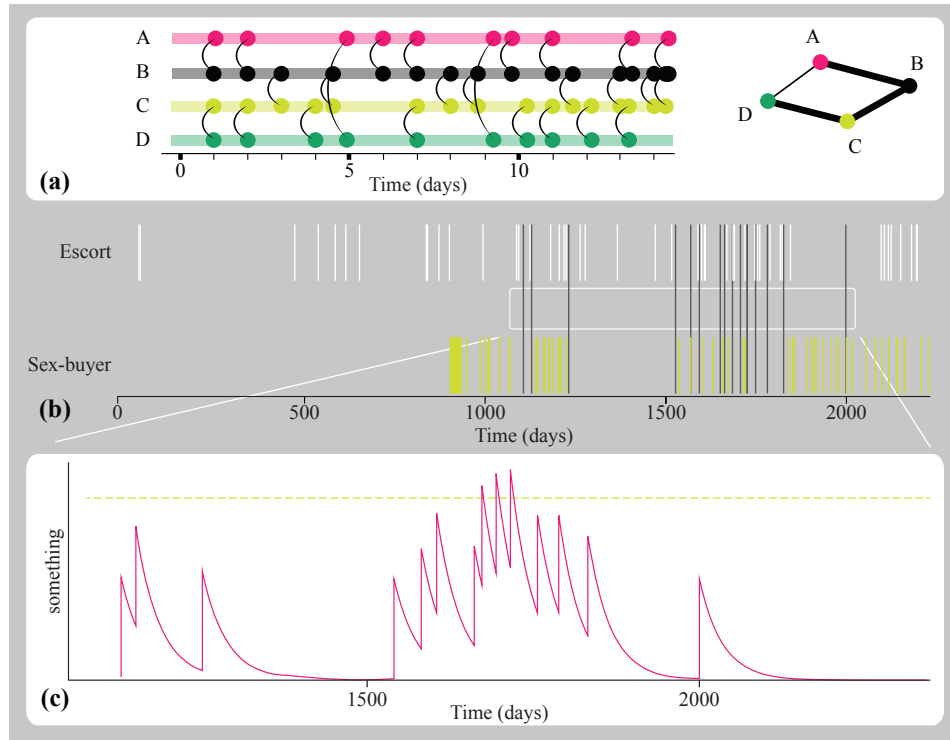 A
B
C
D
0 5 10
Time (days)
(a)
A
B
D
C
Escort
Sex-buyer
(b)
0 500 1000 1500 2000
Time (days)
something
1500 2000
(c)
Time (days)